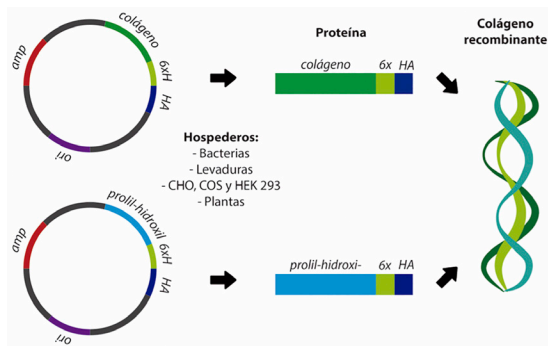 colágeno
6xH
HA
amp
ori
Proteína
colágeno 6x HA
Colágeno
recombinante
Hospederos:
- Bacterias
- Levaduras
- CHO, COS y HEK 293
- Plantas
prolil-hidroxil
6xH
HA
amp
ori
prolil-hidroxi- 6x HA